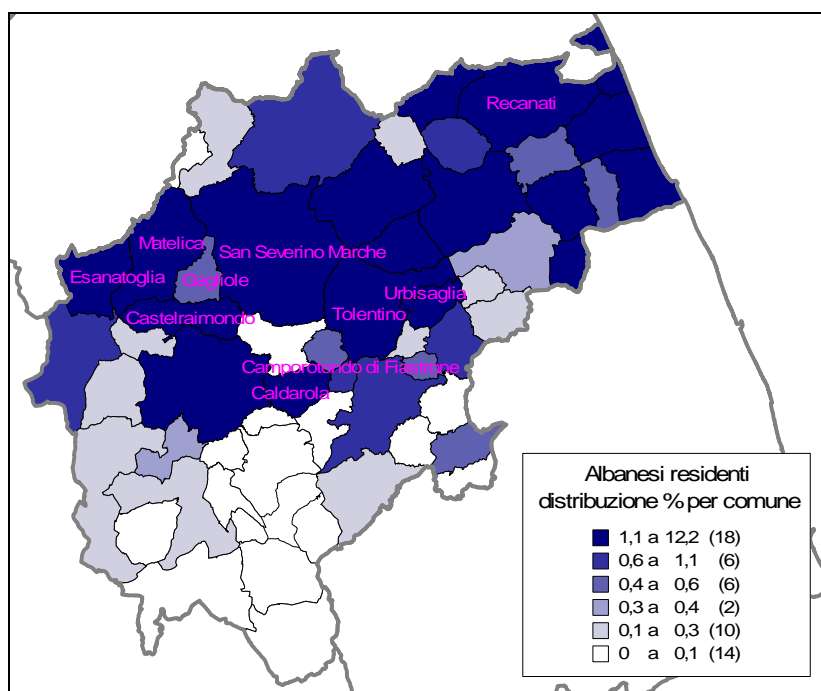 Recanati
Matelica
San Severino Marche
Esanatoglia
Gagliole
Urbisaglia
Castelraimondo
Tolentino
Camporotondo di Fiastrone
Caldarola
Albanesi residenti
distribuzione % per comune
1,1 a 12,2 (18)
0,6 a 1,1 (6)
0,4 a 0,6 (6)
0,3 a 0,4 (2)
0,1 a 0,3 (10)
0 a 0,1 (14)